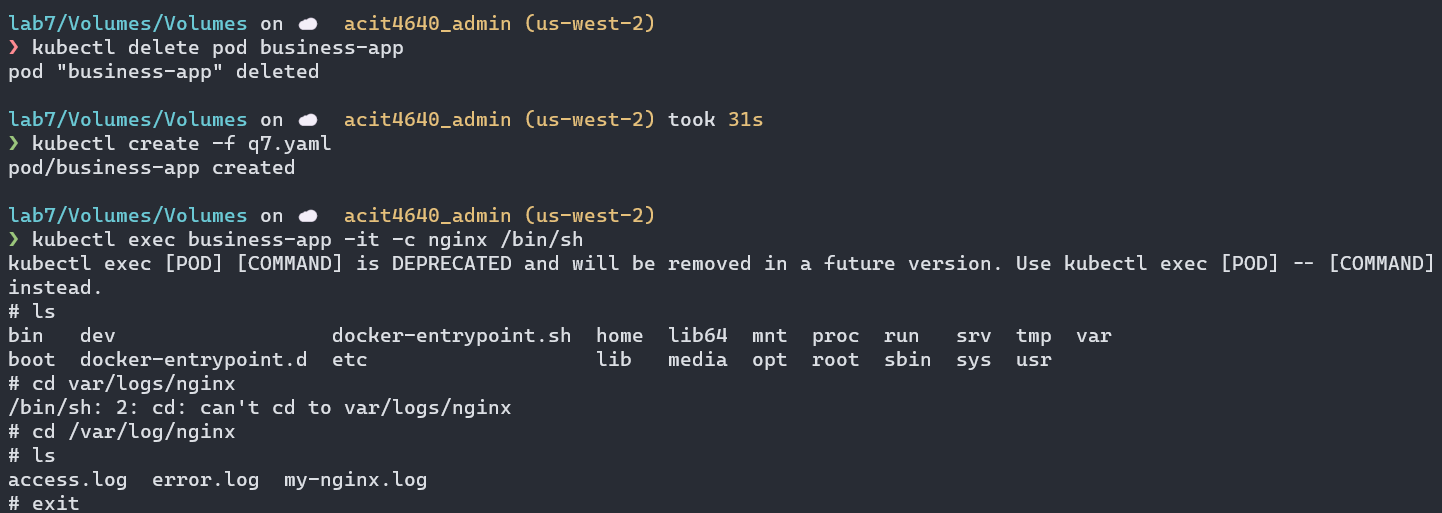 lab7/Volumes/Volumes on ☁️  acit4640_admin (us-west-2)
❯ kubectl delete pod business-app
pod "business-app" deleted
lab7/Volumes/Volumes on ☁️  acit4640_admin (us-west-2) took 31s
❯ kubectl create -f q7.yaml
pod/business-app created
lab7/Volumes/Volumes on ☁️  acit4640_admin (us-west-2)
❯ kubectl exec business-app -it -c nginx /bin/sh
kubectl exec [POD] [COMMAND] is DEPRECATED and will be removed in a future version. Use kubectl exec [POD] -- [COMMAND]
instead.
# ls
bin   dev                  docker-entrypoint.sh  home  lib64  mnt  proc  run   srv  tmp  var
boot  docker-entrypoint.d  etc                   lib   media  opt  root  sbin  sys  usr
# cd var/logs/nginx
/bin/sh: 2: cd: can't cd to var/logs/nginx
# cd /var/log/nginx
# ls
access.log  error.log  my-nginx.log
# exit